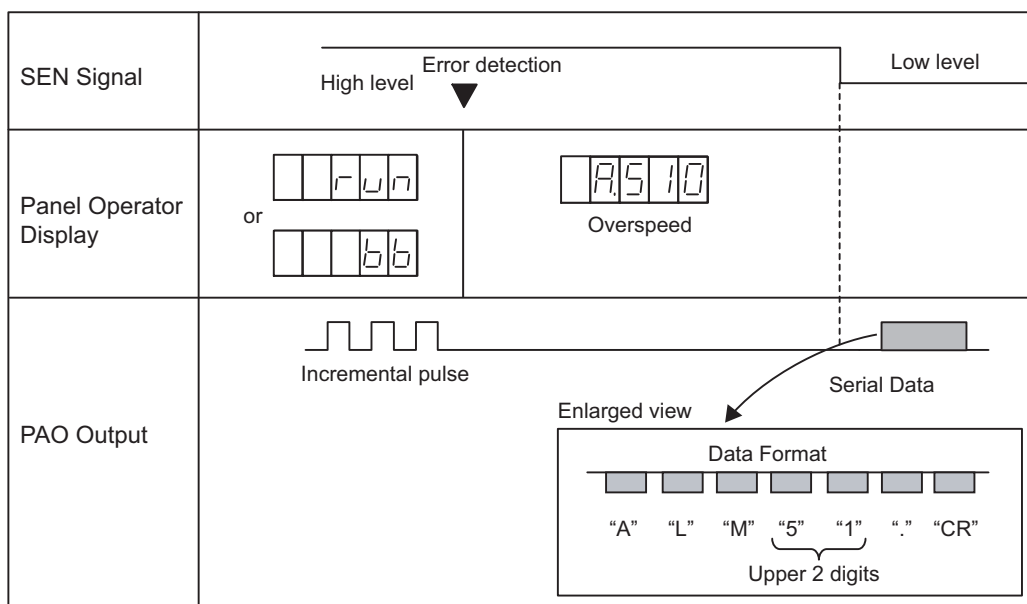 SEN Signal
High level
Error detection
Low level
Panel Operator
Display
run
or
bb
A.510
Overspeed
PAO Output
Incremental pulse
Serial Data
Enlarged view
Data Format
“A” “L” “M” “5” “1” “.” “CR”
Upper 2 digits